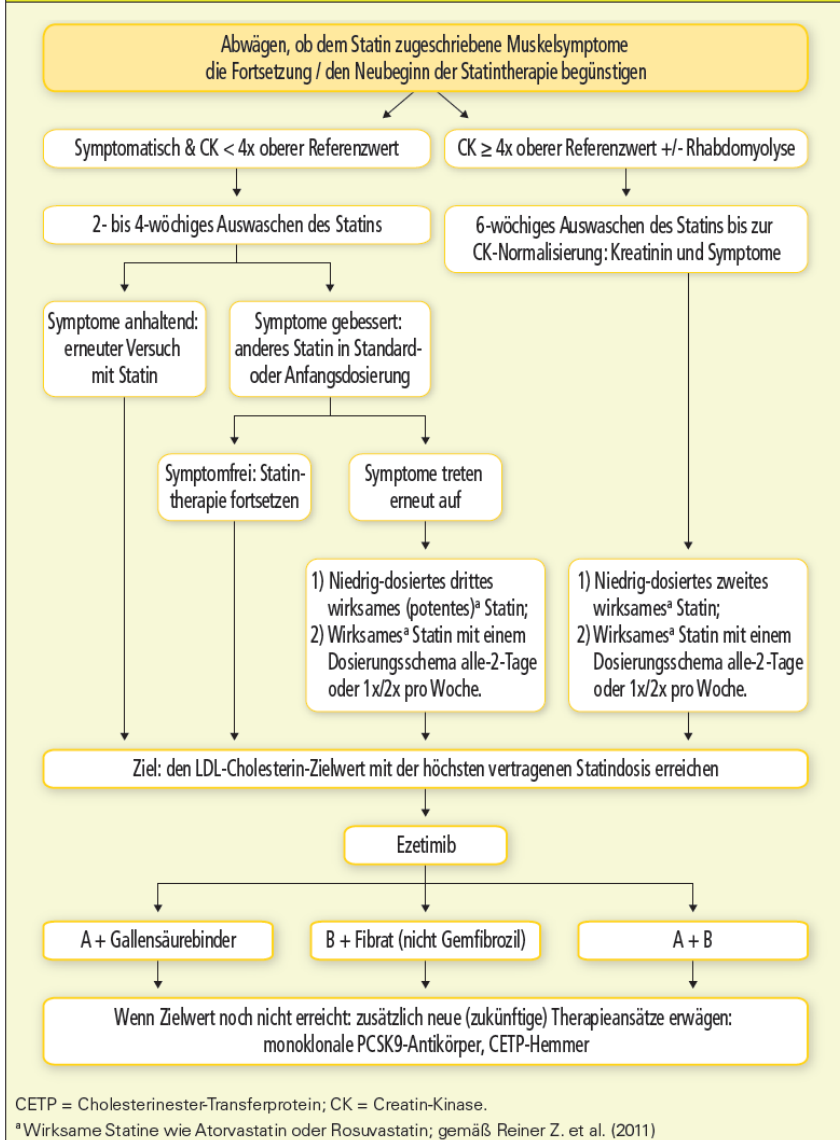 Abwägen, ob dem Statin zugeschriebene Muskelsymptome
die Fortsetzung / den Neubeginn der Statintherapie begünstigen
Symptomatisch & CK < 4x oberer Referenzwert
CK ≥ 4x oberer Referenzwert +/- Rhabdomyolyse
2- bis 4-wöchiges Auswaschen des Statins
6-wöchiges Auswaschen des Statins bis zur
CK-Normalisierung: Kreatinin und Symptome
Symptome anhaltend:
erneuter Versuch
mit Statin
Symptome gebessert:
anderes Statin in Standard-
oder Anfangsdosierung
Symptomfrei: Statin-
therapie fortsetzen
Symptome treten
erneut auf
1) Niedrig-dosiertes drittes
wirksames (potentes)ª Statin;
2) Wirksamesª Statin mit einem
Dosierungsschema alle-2-Tage
oder 1x/2x pro Woche.
1) Niedrig-dosiertes zweites
wirksamesª Statin;
2) Wirksamesª Statin mit einem
Dosierungsschema alle-2-Tage
oder 1x/2x pro Woche.
Ziel: den LDL-Cholesterin-Zielwert mit der höchsten vertragenen Statindosis erreichen
Ezetimib
A + Gallensäurebinder
B + Fibrat (nicht Gemfibrozil)
A + B
Wenn Zielwert noch nicht erreicht: zusätzlich neue (zukünftige) Therapieansätze erwägen:
monoklonale PCSK9-Antikörper, CETP-Hemmer
CETP = Cholesterinester-Transferprotein; CK = Creatin-Kinase.
ªWirksame Statine wie Atorvastatin oder Rosuvastatin; gemäß Reiner Z. et al. (2011)